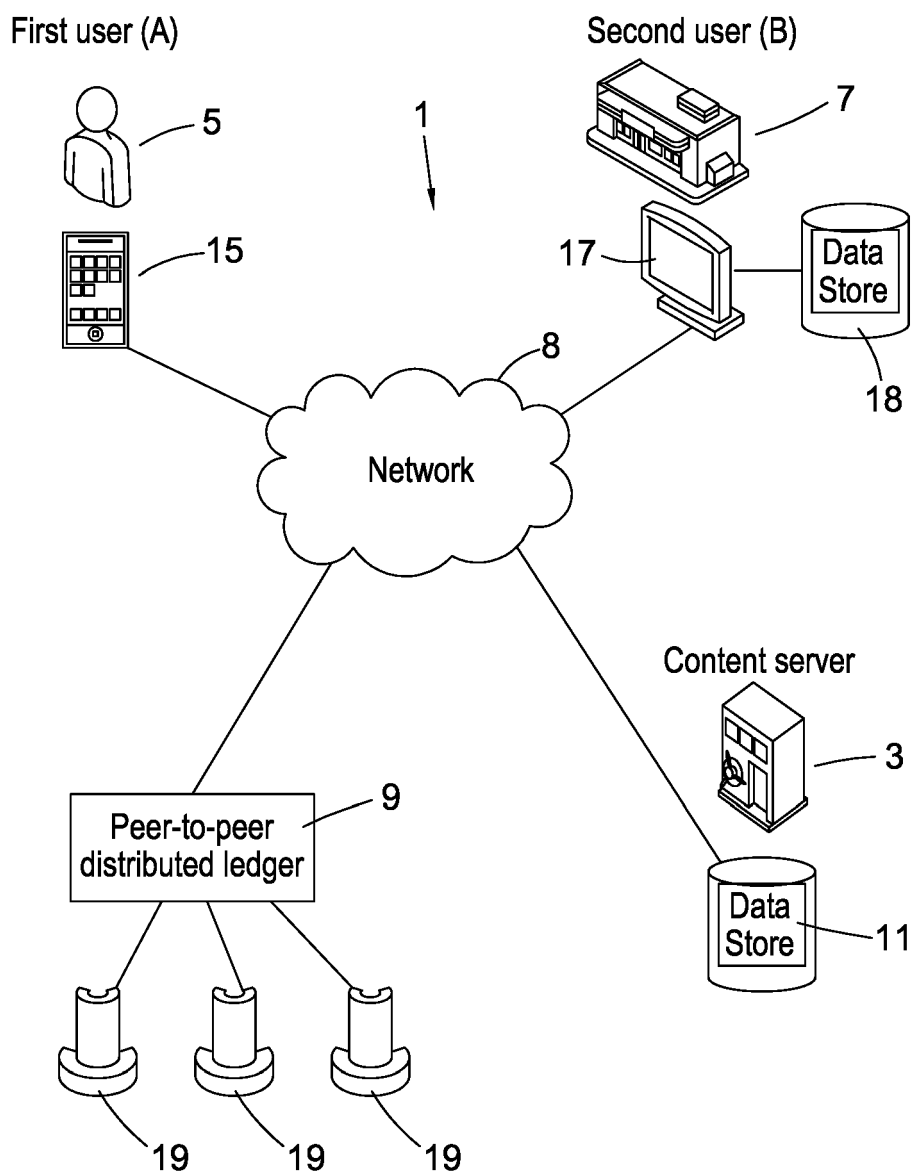 First user (A)
Second user (B)
5
1
7
15
17
Data
Store
18
8
Network
Content server
3
9
Peer-to-peer
distributed ledger
Data
Store
11
19
19
19